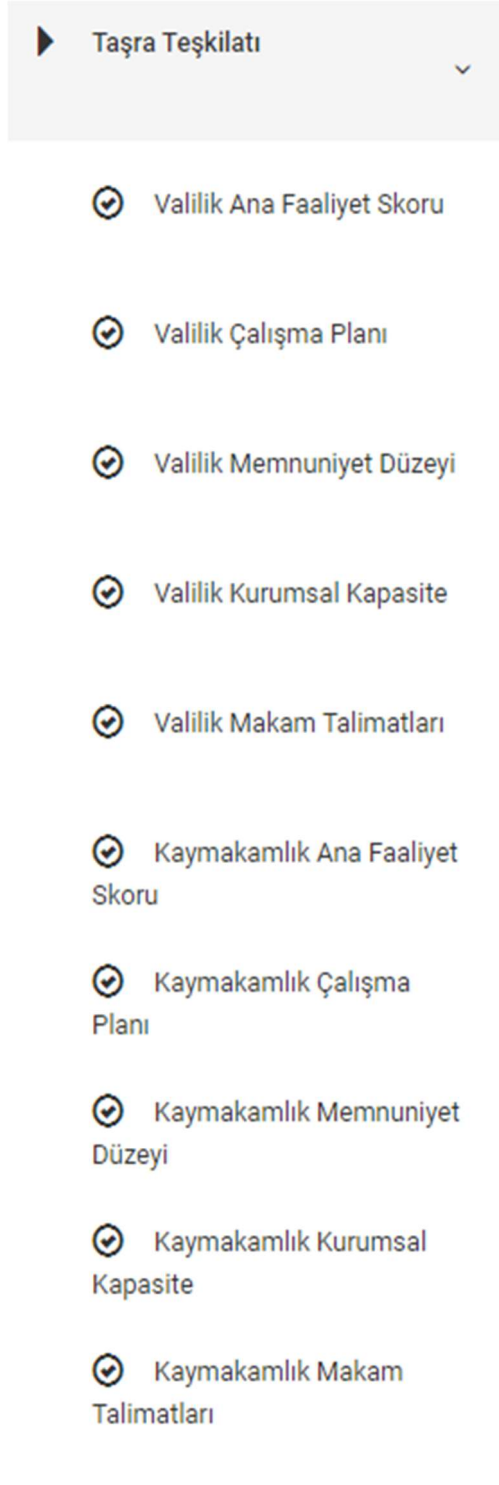 Taşra Teşkilatı
Valilik Ana Faaliyet Skoru
Valilik Çalışma Planı
Valilik Memnuniyet Düzeyi
Valilik Kurumsal Kapasite
Valilik Makam Talimatları
Kaymakamlık Ana Faaliyet
Skoru
Kaymakamlık Çalışma
Planı
Kaymakamlık Memnuniyet
Düzeyi
Kaymakamlık Kurumsal
Kapasite
Kaymakamlık Makam
Talimatları